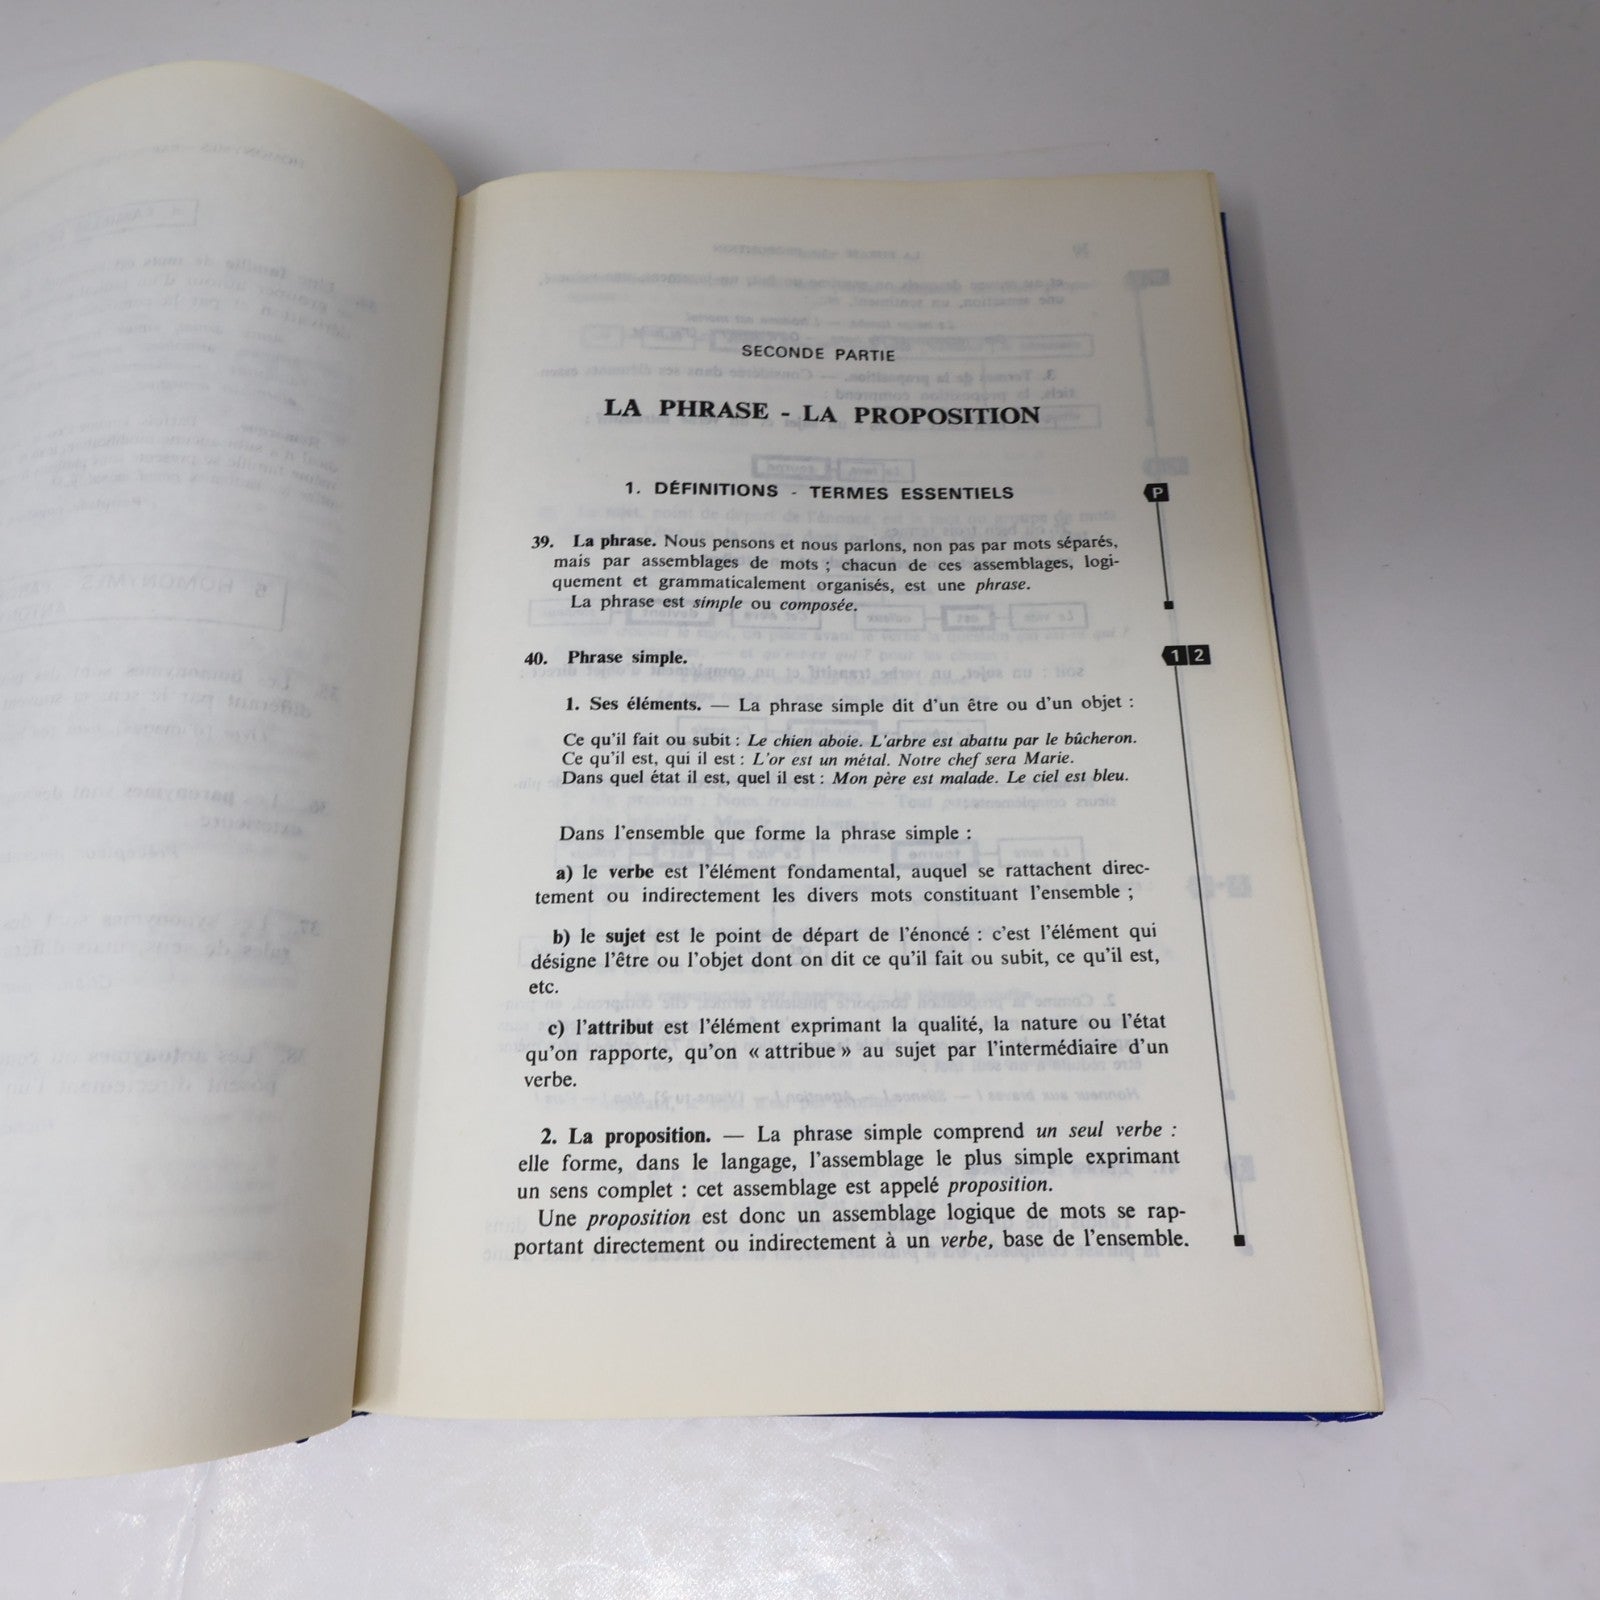 SECONDE PARTIE
LA PHRASE - LA PROPOSITION
1. DÉFINITIONS - TERMES ESSENTIELS
P
39. La phrase. Nous pensons et nous parlons, non pas par mots séparés,
mais par assemblages de mots ; chacun de ces assemblages, logi-
quement et grammaticalement organisés, est une phrase.
La phrase est simple ou composée.
40. Phrase simple.
1 2
1. Ses éléments. — La phrase simple dit d'un être ou d'un objet :
Ce qu'il fait ou subit : Le chien aboie. L'arbre est abattu par le bûcheron.
Ce qu'il est, qui il est : L'or est un métal. Notre chef sera Marie.
Dans quel état il est, quel il est : Mon père est malade. Le ciel est bleu.
Dans l'ensemble que forme la phrase simple :
a) le verbe est l'élément fondamental, auquel se rattachent direc-
tement ou indirectement les divers mots constituant l'ensemble ;
b) le sujet est le point de départ de l'énoncé : c'est l'élément qui
désigne l'être ou l'objet dont on dit ce qu'il fait ou subit, ce qu'il est,
etc.
c) l'attribut est l'élément exprimant la qualité, la nature ou l'état
qu'on rapporte, qu'on « attribue » au sujet par l'intermédiaire d'un
verbe.
2. La proposition. — La phrase simple comprend un seul verbe :
elle forme, dans le langage, l'assemblage le plus simple exprimant
un sens complet : cet assemblage est appelé proposition.
Une proposition est donc un assemblage logique de mots se rap-
portant directement ou indirectement à un verbe, base de l'ensemble.